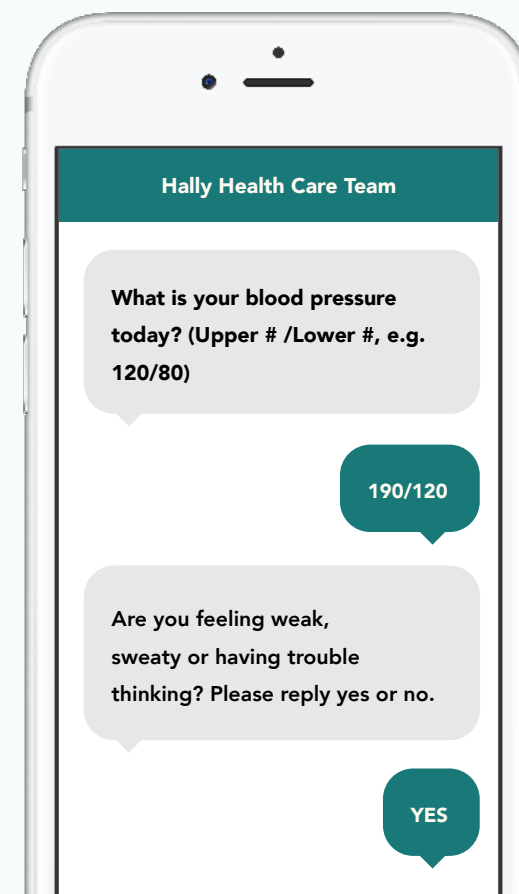 Hally Health Care Team
What is your blood pressure
today? (Upper # /Lower #, e.g.
120/80)
190/120
Are you feeling weak,
sweaty or having trouble
thinking? Please reply yes or no.
YES